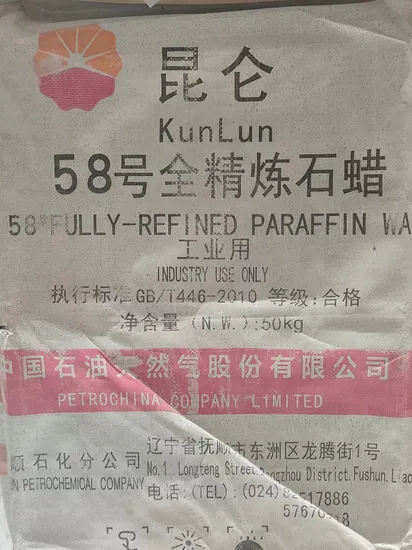 昆仑
KunLun
58号全精炼石蜡
58#FULLY-REFINED PARAFFIN WA
工业用
INDUSTRY USE ONLY
执行标准 GB/T446-2010 等级:合格
净含量 (N.W.):50kg
中国石油天然气股份有限公司
PETROCHINA COMPANY LIMITED
顺石化分公司
UN PETROCHEMICAL COMPANY
辽宁省抚顺市东洲区龙腾街1号
No.1 Longteng Street, Dongzhou District, Fushun, Liao
电话:(TEL):(024) 17886